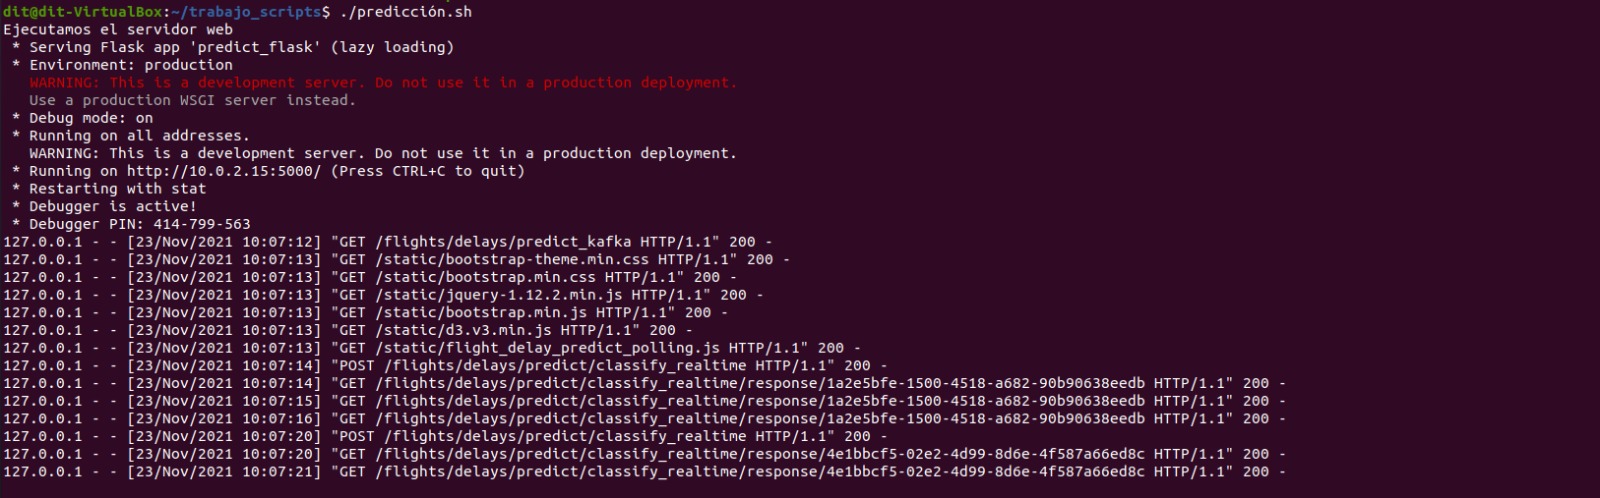 dit@dit-VirtualBox:~/trabajo_scripts$ ./predicción.sh
Ejecutamos el servidor web
 * Serving Flask app 'predict_flask' (lazy loading)
 * Environment: production
   WARNING: This is a development server. Do not use it in a production deployment.
   Use a production WSGI server instead.
 * Debug mode: on
 * Running on all addresses.
   WARNING: This is a development server. Do not use it in a production deployment.
 * Running on http://10.0.2.15:5000/ (Press CTRL+C to quit)
 * Restarting with stat
 * Debugger is active!
 * Debugger PIN: 414-799-563
127.0.0.1 - - [23/Nov/2021 10:07:12] "GET /flights/delays/predict_kafka HTTP/1.1" 200 -
127.0.0.1 - - [23/Nov/2021 10:07:13] "GET /static/bootstrap-theme.min.css HTTP/1.1" 200 -
127.0.0.1 - - [23/Nov/2021 10:07:13] "GET /static/bootstrap.min.css HTTP/1.1" 200 -
127.0.0.1 - - [23/Nov/2021 10:07:13] "GET /static/jquery-1.12.2.min.js HTTP/1.1" 200 -
127.0.0.1 - - [23/Nov/2021 10:07:13] "GET /static/bootstrap.min.js HTTP/1.1" 200 -
127.0.0.1 - - [23/Nov/2021 10:07:13] "GET /static/d3.v3.min.js HTTP/1.1" 200 -
127.0.0.1 - - [23/Nov/2021 10:07:13] "GET /static/flight_delay_predict_polling.js HTTP/1.1" 200 -
127.0.0.1 - - [23/Nov/2021 10:07:14] "POST /flights/delays/predict/classify_realtime HTTP/1.1" 200 -
127.0.0.1 - - [23/Nov/2021 10:07:14] "GET /flights/delays/predict/classify_realtime/response/1a2e5bfe-1500-4518-a682-90b90638eedb HTTP/1.1" 200 -
127.0.0.1 - - [23/Nov/2021 10:07:15] "GET /flights/delays/predict/classify_realtime/response/1a2e5bfe-1500-4518-a682-90b90638eedb HTTP/1.1" 200 -
127.0.0.1 - - [23/Nov/2021 10:07:16] "GET /flights/delays/predict/classify_realtime/response/1a2e5bfe-1500-4518-a682-90b90638eedb HTTP/1.1" 200 -
127.0.0.1 - - [23/Nov/2021 10:07:20] "POST /flights/delays/predict/classify_realtime HTTP/1.1" 200 -
127.0.0.1 - - [23/Nov/2021 10:07:20] "GET /flights/delays/predict/classify_realtime/response/4e1bbcf5-02e2-4d99-8d6e-4f587a66ed8c HTTP/1.1" 200 -
127.0.0.1 - - [23/Nov/2021 10:07:21] "GET /flights/delays/predict/classify_realtime/response/4e1bbcf5-02e2-4d99-8d6e-4f587a66ed8c HTTP/1.1" 200 -